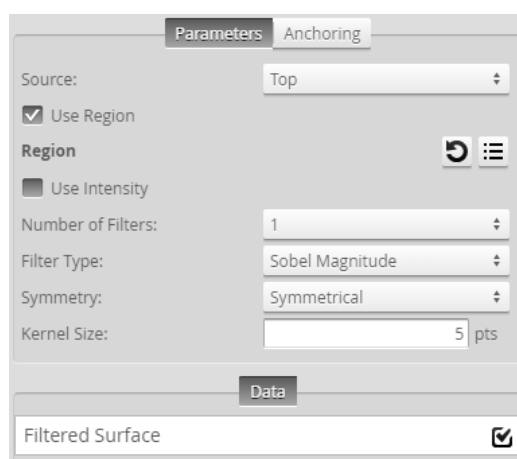 Parameters Anchoring
Source: Top
Use Region
Region
Use Intensity
Number of Filters: 1
Filter Type: Sobel Magnitude
Symmetry: Symmetrical
Kernel Size: 5 pts
Data
Filtered Surface